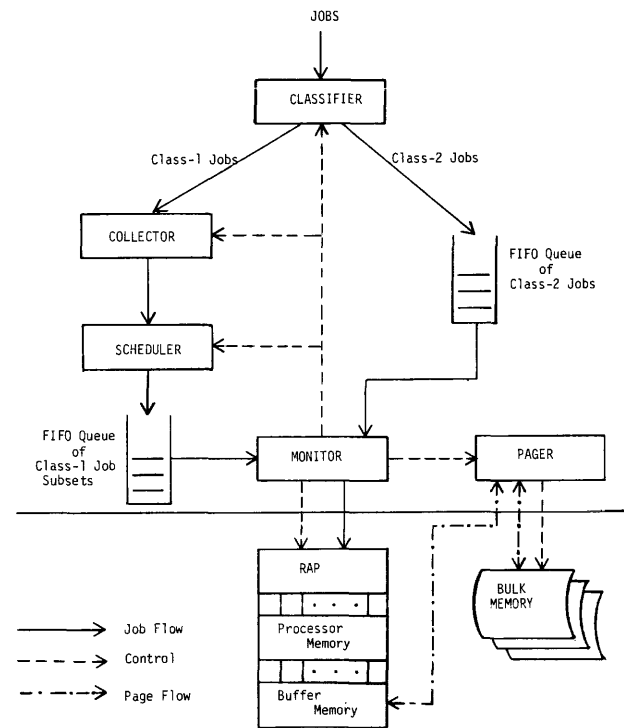 JOBS
CLASSIFIER
Class-1 Jobs
Class-2 Jobs
COLLECTOR
FIFO Queue
of
Class-2 Jobs
SCHEDULER
FIFO Queue
of
Class-1 Job
Subsets
MONITOR
PAGER
RAP
BULK
MEMORY
Processor
Memory
Buffer
Memory
Job Flow
Control
Page Flow